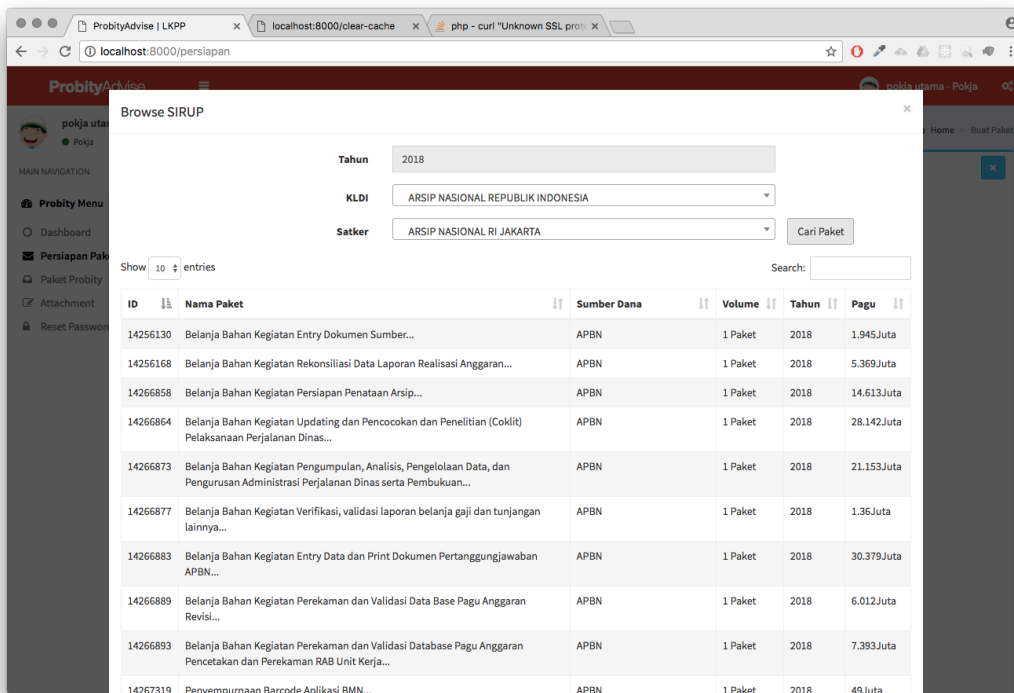 ProbityAdvise | LKPP
localhost:8000/clear-cache
php - curl "Unknown SSL proto
localhost:8000/persiapan
ProbityAdvise
pokja utama - Pokja
pokja uta
Pokja
Home
Buat Paket
MAIN NAVIGATION
Probity Menu
Dashboard
Persiapan Pak
Paket Probity
Attachment
Reset Passwor
Browse SIRUP
×
Tahun 2018
KLDI ARSIP NASIONAL REPUBLIK INDONESIA
Satker ARSIP NASIONAL RI JAKARTA Cari Paket
Show 10 entries Search:
ID Nama Paket Sumber Dana Volume Tahun Pagu
14256130 Belanja Bahan Kegiatan Entry Dokumen Sumber... APBN 1 Paket 2018 1.945Juta
14256168 Belanja Bahan Kegiatan Rekonsiliasi Data Laporan Realisasi Anggaran... APBN 1 Paket 2018 5.369Juta
14266858 Belanja Bahan Kegiatan Persiapan Penataan Arsip... APBN 1 Paket 2018 14.613Juta
14266864 Belanja Bahan Kegiatan Updating dan Pencocokan dan Penelitian (Coklit) APBN 1 Paket 2018 28.142Juta
Pelaksanaan Perjalanan Dinas...
14266873 Belanja Bahan Kegiatan Pengumpulan, Analisis, Pengelolaan Data, dan APBN 1 Paket 2018 21.153Juta
Pengurusan Administrasi Perjalanan Dinas serta Pembukuan...
14266877 Belanja Bahan Kegiatan Verifikasi, validasi laporan belanja gaji dan tunjangan APBN 1 Paket 2018 1.36Juta
lainnya...
14266883 Belanja Bahan Kegiatan Entry Data dan Print Dokumen Pertanggungjawaban APBN 1 Paket 2018 30.379Juta
APBN...
14266889 Belanja Bahan Kegiatan Perekaman dan Validasi Data Base Pagu Anggaran APBN 1 Paket 2018 6.012Juta
Revisi...
14266893 Belanja Bahan Kegiatan Perekaman dan Validasi Database Pagu Anggaran APBN 1 Paket 2018 7.393Juta
Pencetakan dan Perekaman RAB Unit Kerja...
14267319 Penyempurnaan Barcode Aplikasi BMN... APBN 1 Paket 2018 49Juta